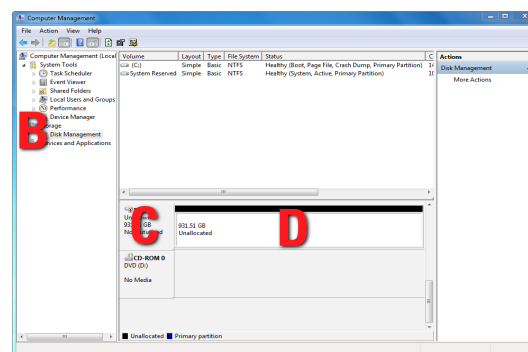 Computer Management
File Action View Help
Computer Management (Local
System Tools
Task Scheduler
Event Viewer
Shared Folders
Local Users and Groups
Performance
Device Manager
Disk Management
and Applications
B
Volume Layout Type File System Status C
(C:) Simple Basic NTFS Healthy (Boot, Page File, Crash Dump, Primary Partition)
System Reserved Simple Basic NTFS Healthy (System, Active, Primary Partition)
Actions
Disk Management
More Actions
C
GB
D
931.51 GB
Unallocated
CD-ROM 0
DVD (D:)
No Media
Unallocated Primary partition